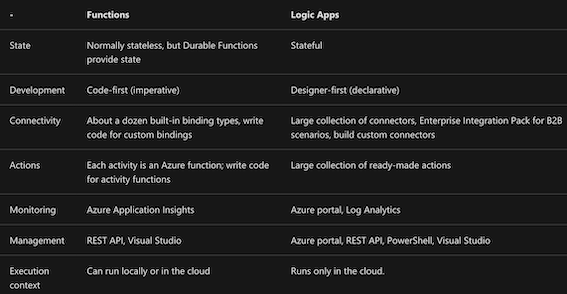 - Functions Logic Apps
State Normally stateless, but Durable Functions Stateful
provide state
Development Code-first (imperative) Designer-first (declarative)
Connectivity About a dozen built-in binding types, write Large collection of connectors, Enterprise Integration Pack for B2B
code for custom bindings scenarios, build custom connectors
Actions Each activity is an Azure function; write code Large collection of ready-made actions
for activity functions
Monitoring Azure Application Insights Azure portal, Log Analytics
Management REST API, Visual Studio Azure portal, REST API, PowerShell, Visual Studio
Execution Can run locally or in the cloud Runs only in the cloud.
context